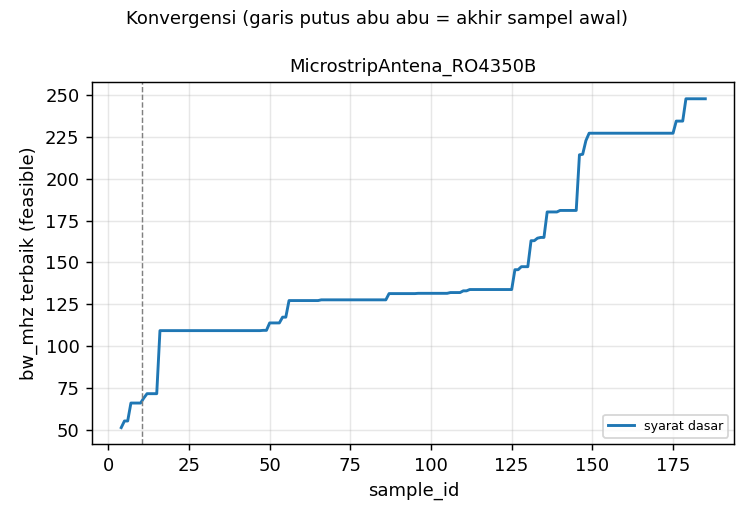 Konvergensi (garis putus abu abu = akhir sampel awal)
MicrostripAntena_RO4350B
bw_mhz terbaik (feasible)
250
225
200
175
150
125
100
75
50
syarat dasar
0 25 50 75 100 125 150 175
sample_id